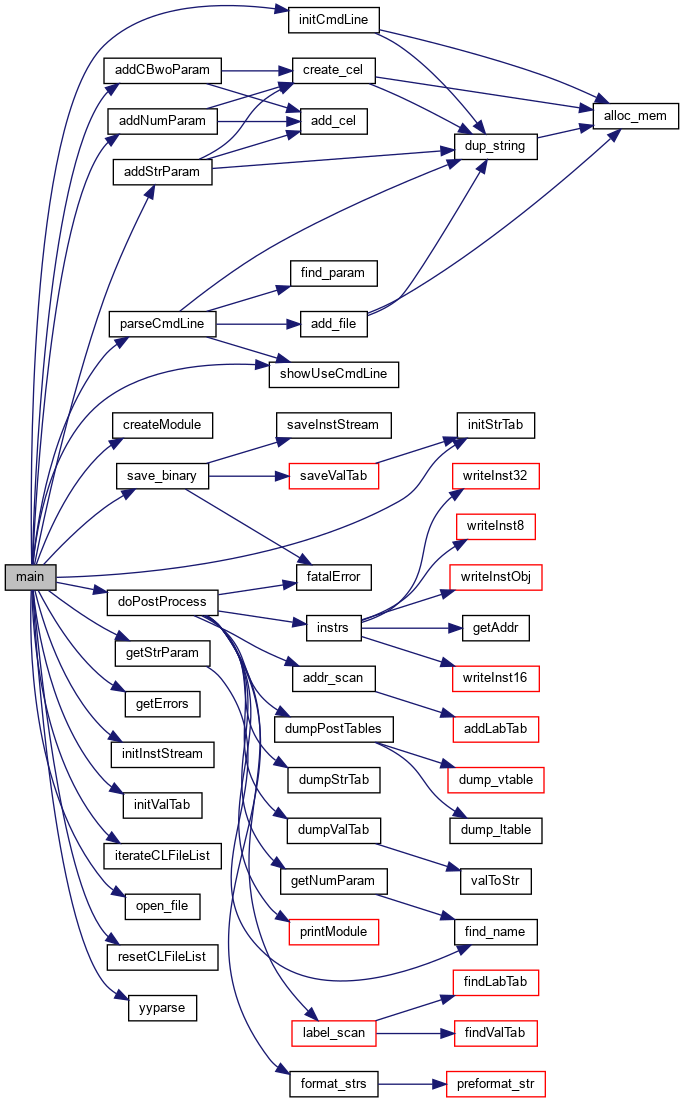 initCmdLine
addCBwoParam
create_cel
alloc_mem
addNumParam
add_cel
dup_string
addStrParam
find_param
parseCmdLine
add_file
showUseCmdLine
createModule
saveInstStream
initStrTab
save_binary
saveValTab
writeInst32
writeInst8
main
fatalError
writeInstObj
doPostProcess
instrs
getAddr
getStrParam
addr_scan
writeInst16
getErrors
dumpPostTables
addLabTab
initInstStream
dumpStrTab
dump_vtable
initValTab
dumpValTab
dump_ltable
iterateCLFileList
getNumParam
valToStr
open_file
printModule
find_name
resetCLFileList
findLabTab
yyparse
label_scan
findValTab
format_strs
preformat_str